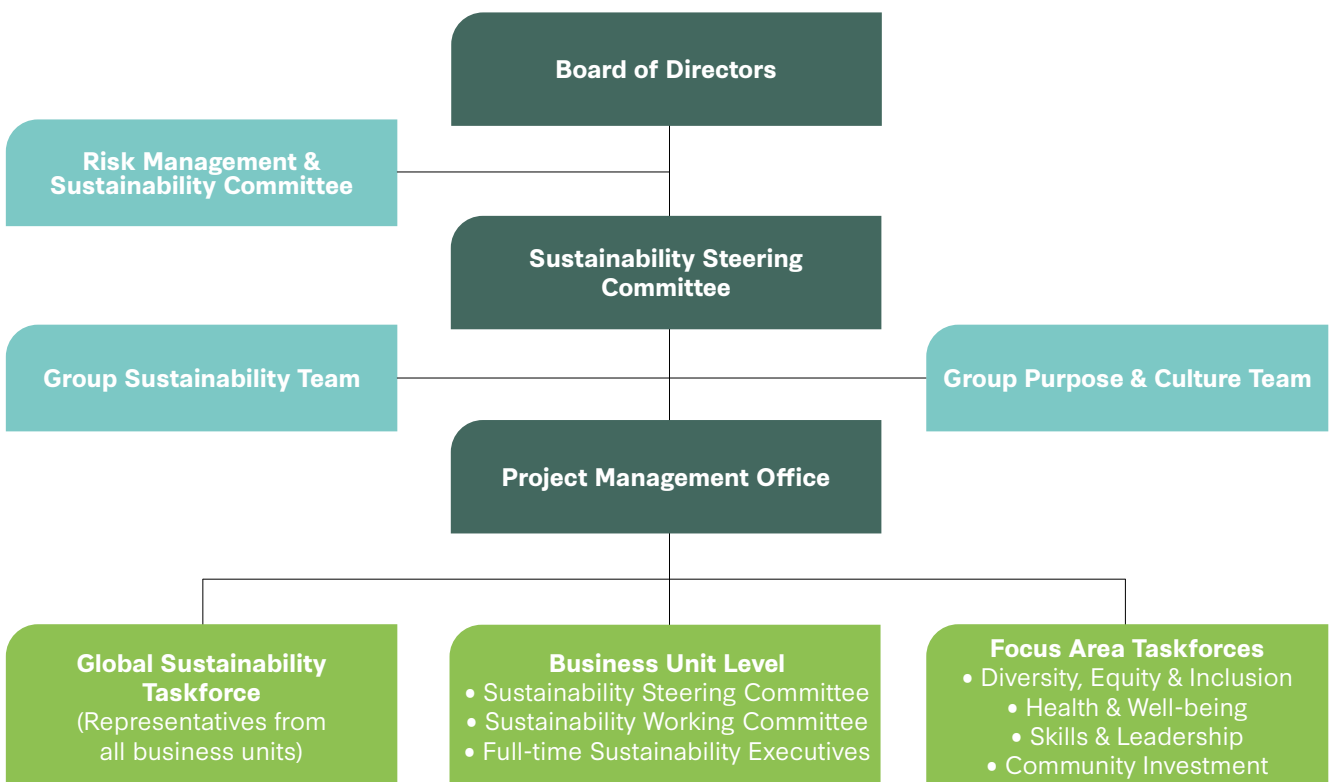 Board of Directors
Risk Management &
Sustainability Committee
Sustainability Steering
Committee
Group Sustainability Team
Group Purpose & Culture Team
Project Management Office
Global Sustainability
Taskforce
(Representatives from
all business units)
Business Unit Level
• Sustainability Steering Committee
• Sustainability Working Committee
• Full-time Sustainability Executives
Focus Area Taskforces
• Diversity, Equity & Inclusion
• Health & Well-being
• Skills & Leadership
• Community Investment